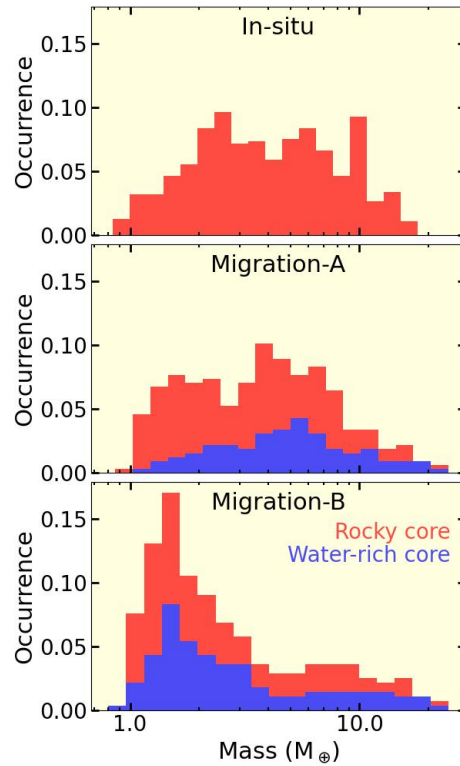 In-situ
0.15
0.10
0.05
0.00
Occurrence
Migration-A
0.15
0.10
0.05
0.00
Occurrence
Migration-B
Rocky core
Water-rich core
0.15
0.10
0.05
0.00
Occurrence
1.0 10.0
Mass (M⊕)